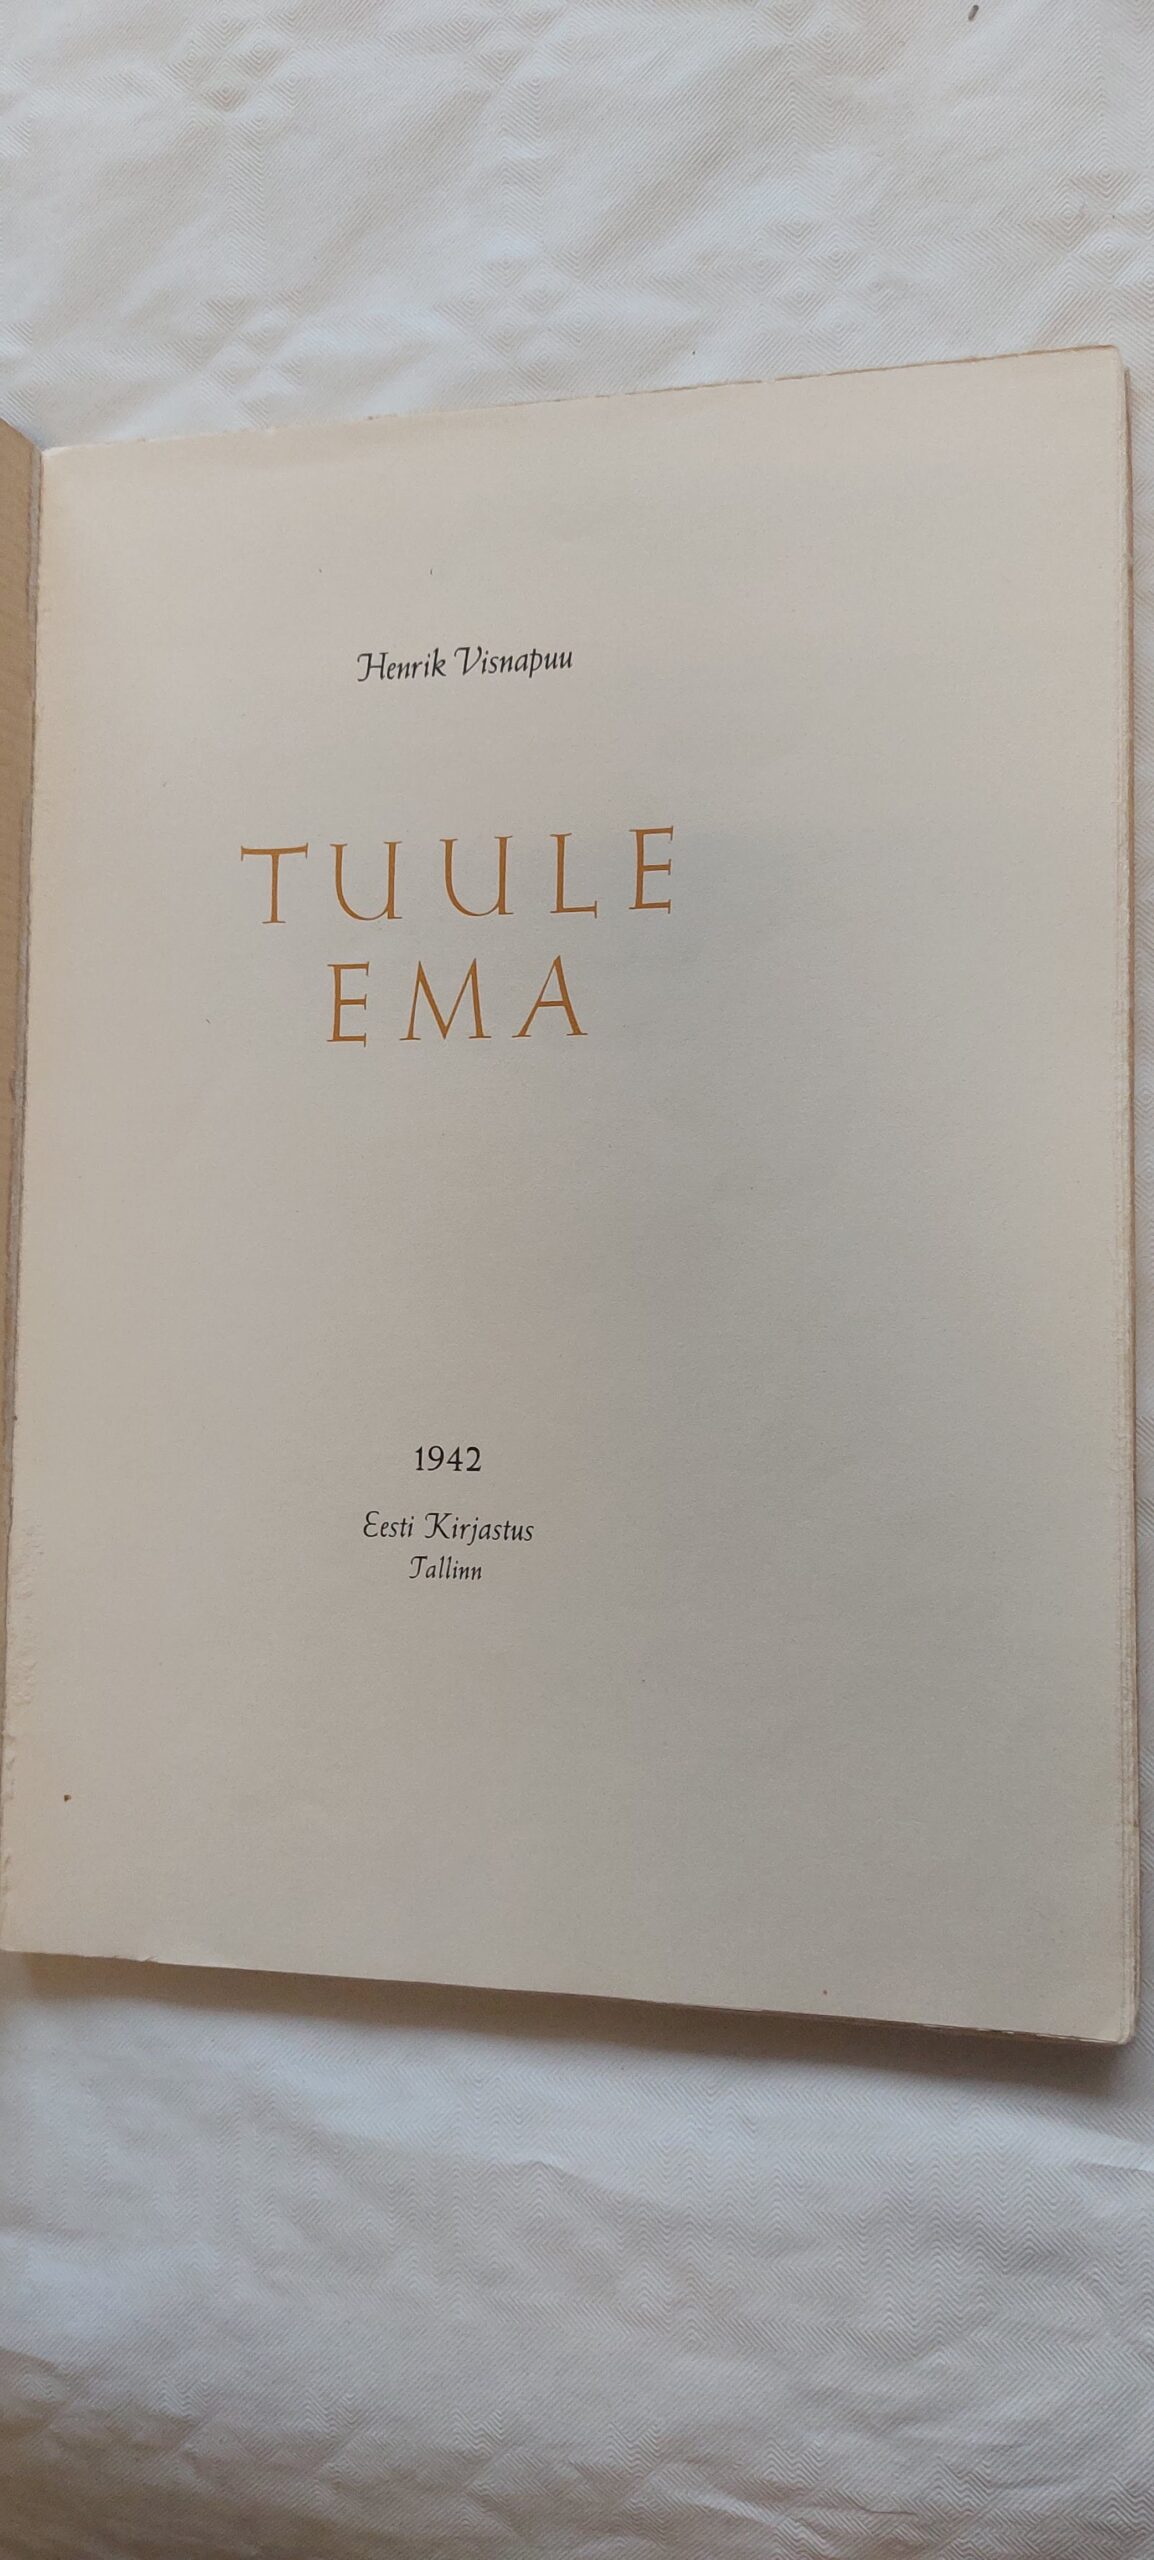 Henrik Visnapuu
TUULE
EMA
1942
Eesti Kirjastus
Tallinn